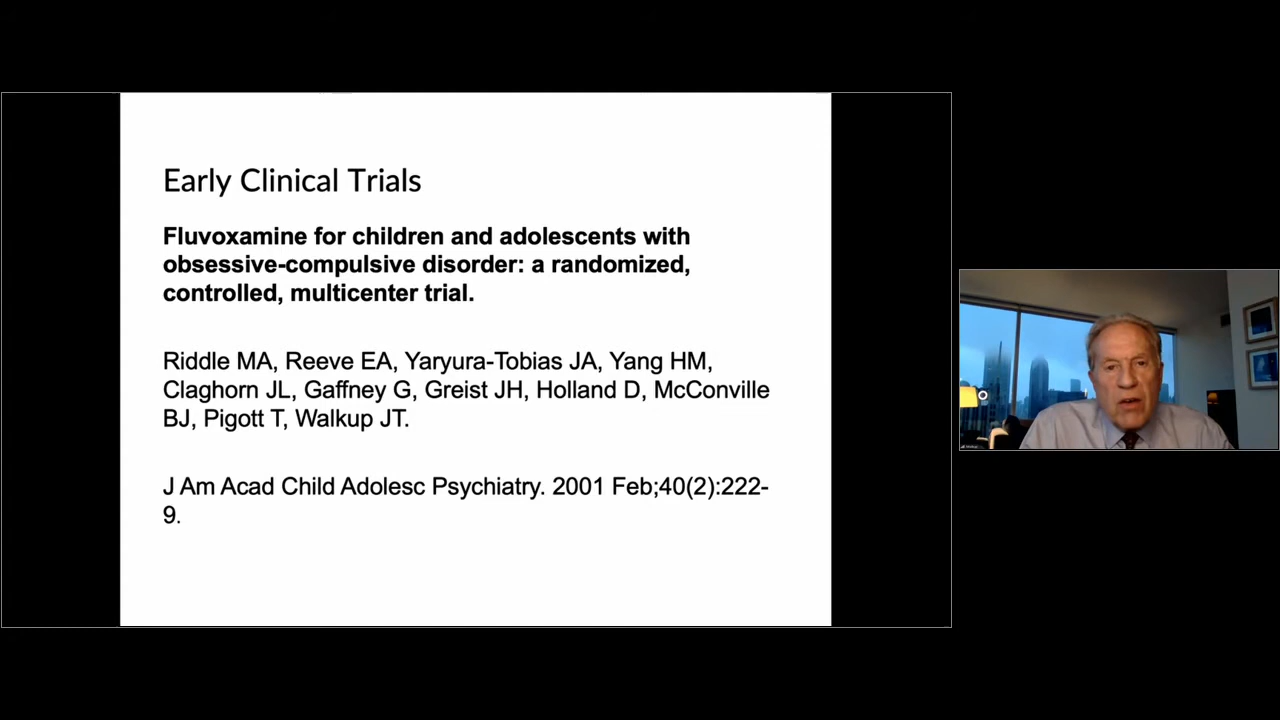 Early Clinical Trials
Fluvoxamine for children and adolescents with
obsessive-compulsive disorder: a randomized,
controlled, multicenter trial.
Riddle MA, Reeve EA, Yaryura-Tobias JA, Yang HM,
Claghorn JL, Gaffney G, Greist JH, Holland D, McConville
BJ, Pigott T, Walkup JT.
J Am Acad Child Adolesc Psychiatry. 2001 Feb;40(2):222-
9.